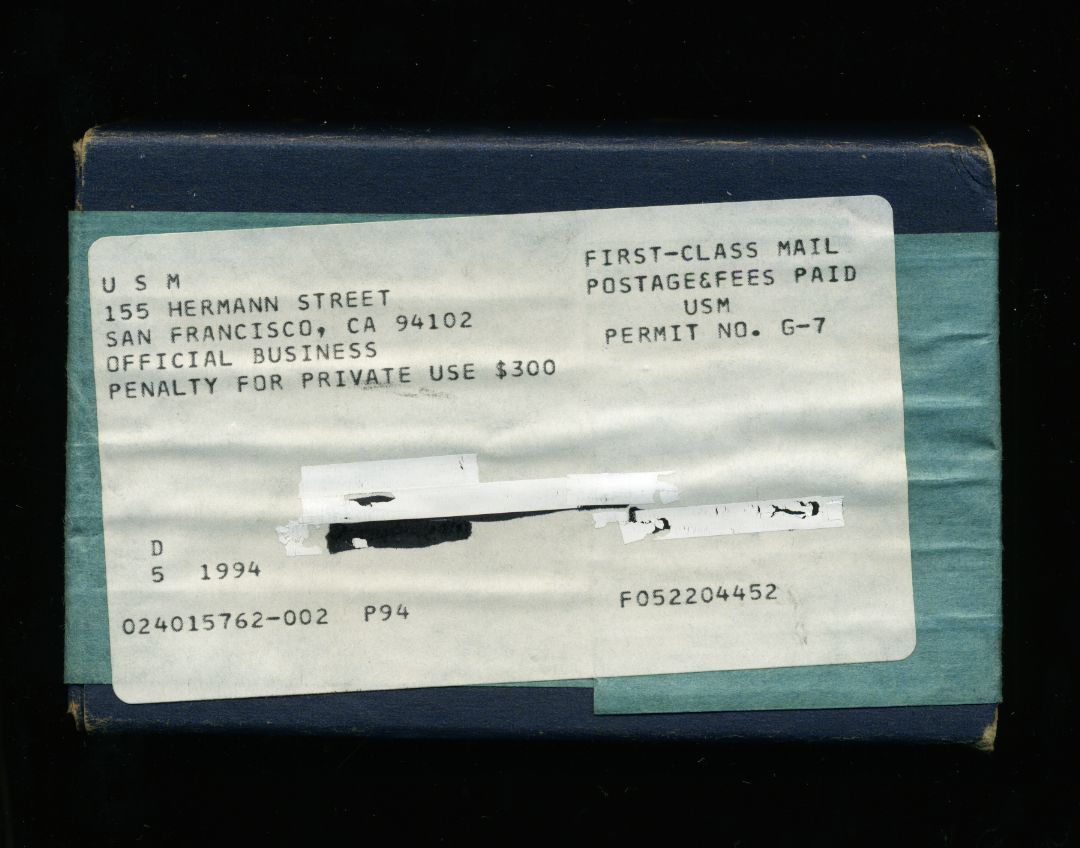 U S M
155 HERMANN STREET
SAN FRANCISCO, CA 94102
OFFICIAL BUSINESS
PENALTY FOR PRIVATE USE $300
FIRST-CLASS MAIL
POSTAGE&FEES PAID
USM
PERMIT NO. G-7
D
5 1994
024015762-002 P94
F052204452